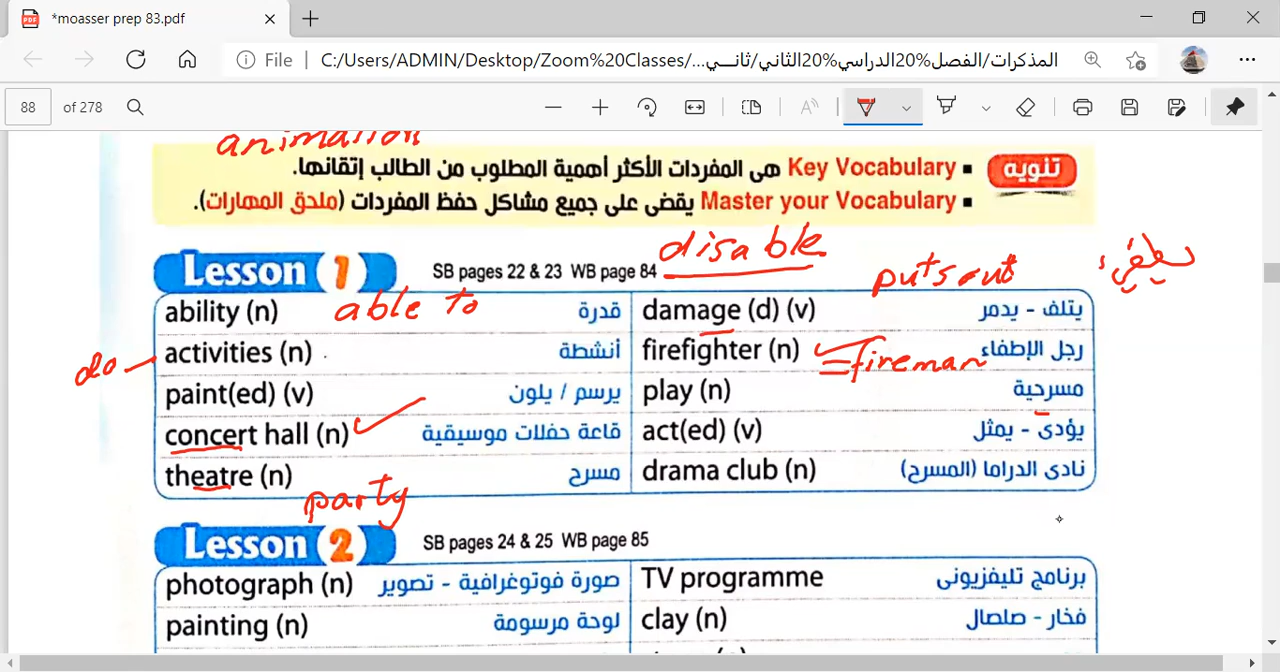 *moasser prep 83.pdf
File
C:/Users/ADMIN/Desktop/Zoom%20Classes/...المذكرات/الفصل%20الدراسي%20الثاني/ثانـــي
88 of 278
animation
تنويه
▪ Key Vocabulary هى المفردات الأكثر أهمية المطلوب من الطالب إتقانها.
▪ Master your Vocabulary يقضى على جميع مشاكل حفظ المفردات (ملحق المهارات).
Lesson (1) SB pages 22 & 23 WB page 84
disable
puts out
ability (n) able to قدرة
damage (d) (v) يتلف - يدمر
do
activities (n) أنشطة
firefighter (n) رجل الإطفاء
= fireman
paint(ed) (v) يرسم / يلون
play (n) مسرحية
concert hall (n) قاعة حفلات موسيقية
act(ed) (v) يؤدى - يمثل
theatre (n) مسرح
drama club (n) نادى الدراما (المسرح)
party
Lesson (2) SB pages 24 & 25 WB page 85
photograph (n) صورة فوتوغرافية - تصوير
TV programme برنامج تليفزيونى
painting (n) لوحة مرسومة
clay (n) فخار - صلصال